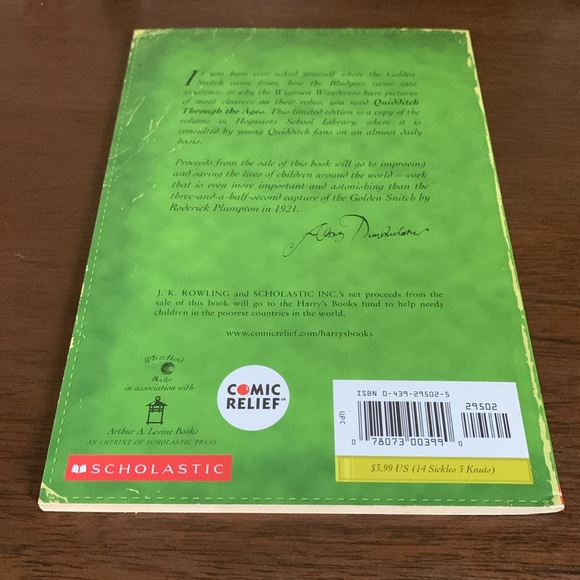 If you have ever asked yourself where the Golden
Snitch came from, how the Bludgers came into
existence, or why the Wigtown Wanderers have pictures
of meat cleavers on their robes, you need Quidditch
Through the Ages. This limited edition is a copy of the
volume in Hogwarts School Library, where it is
consulted by young Quidditch fans on an almost daily
basis.
Proceeds from the sale of this book will go to improving
and saving the lives of children around the world – work
that is even more important and astonishing than the
three-and-a-half-second capture of the Golden Snitch by
Roderick Plumpton in 1921.
Albus Dumbledore
J. K. ROWLING and SCHOLASTIC INC.'s net proceeds from the
sale of this book will go to the Harry's Books fund to help needy
children in the poorest countries in the world.
www.comicrelief.com/harrysbooks
Whizz Hard
Books
in association with
Arthur A. Levine Books
AN IMPRINT OF SCHOLASTIC PRESS
SCHOLASTIC
COMIC
RELIEF
ISBN 0-439-29502-5
29502
UPC
0 78073 00399 0
$3.99 US (14 Sickles 3 Knuts)